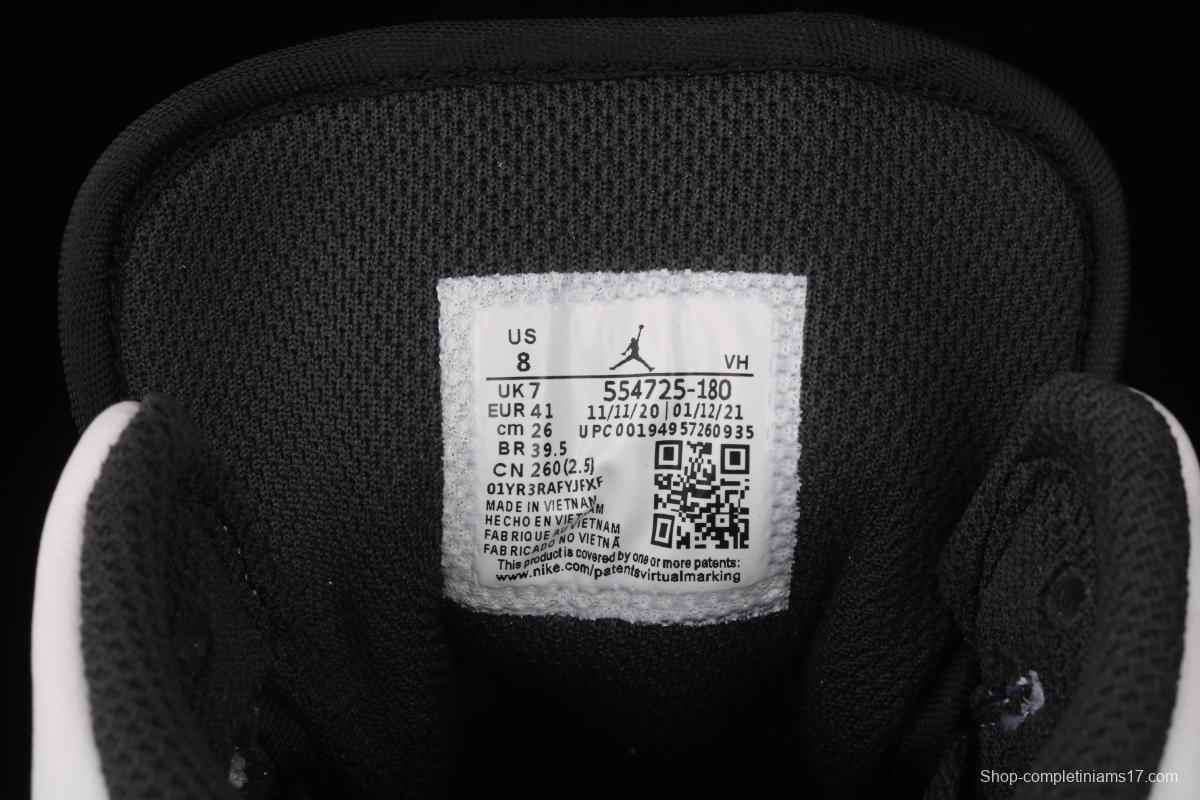 US
8
VH
UK 7
554725-180
EUR 41
11/11/20 | 01/12/21
cm 26
UPC 00194957260935
BR 39.5
CN 260(2.5)
01YR3RAFYJFXF
MADE IN VIETNAM
HECHO EN VIETNAM
FABRIQUE AU VIETNAM
FABRICADO NO VIETNÃ
This product is covered by one or more patents:
www.nike.com/patentsvirtualmarking
Shop-completiniams17.com